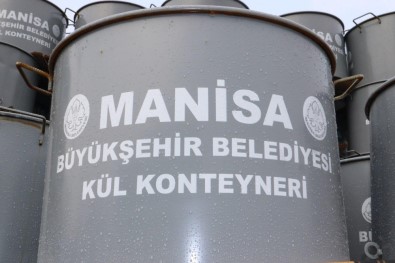 MANİSA
BÜYÜKŞEHİR BELEDİYESİ
KÜL KONTEYNERİ